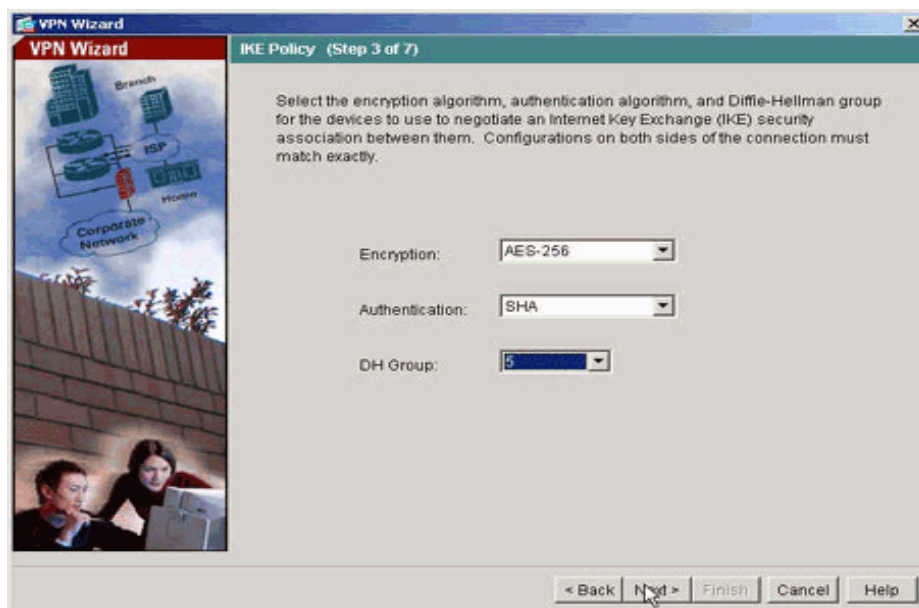 VPN Wizard
VPN Wizard
IKE Policy (Step 3 of 7)
Branch
ISP
Home
Corporate
Network
Select the encryption algorithm, authentication algorithm, and Diffie-Hellman group
for the devices to use to negotiate an Internet Key Exchange (IKE) security
association between them. Configurations on both sides of the connection must
match exactly.
Encryption: AES-256
Authentication: SHA
DH Group: 5
< Back Next > Finish Cancel Help